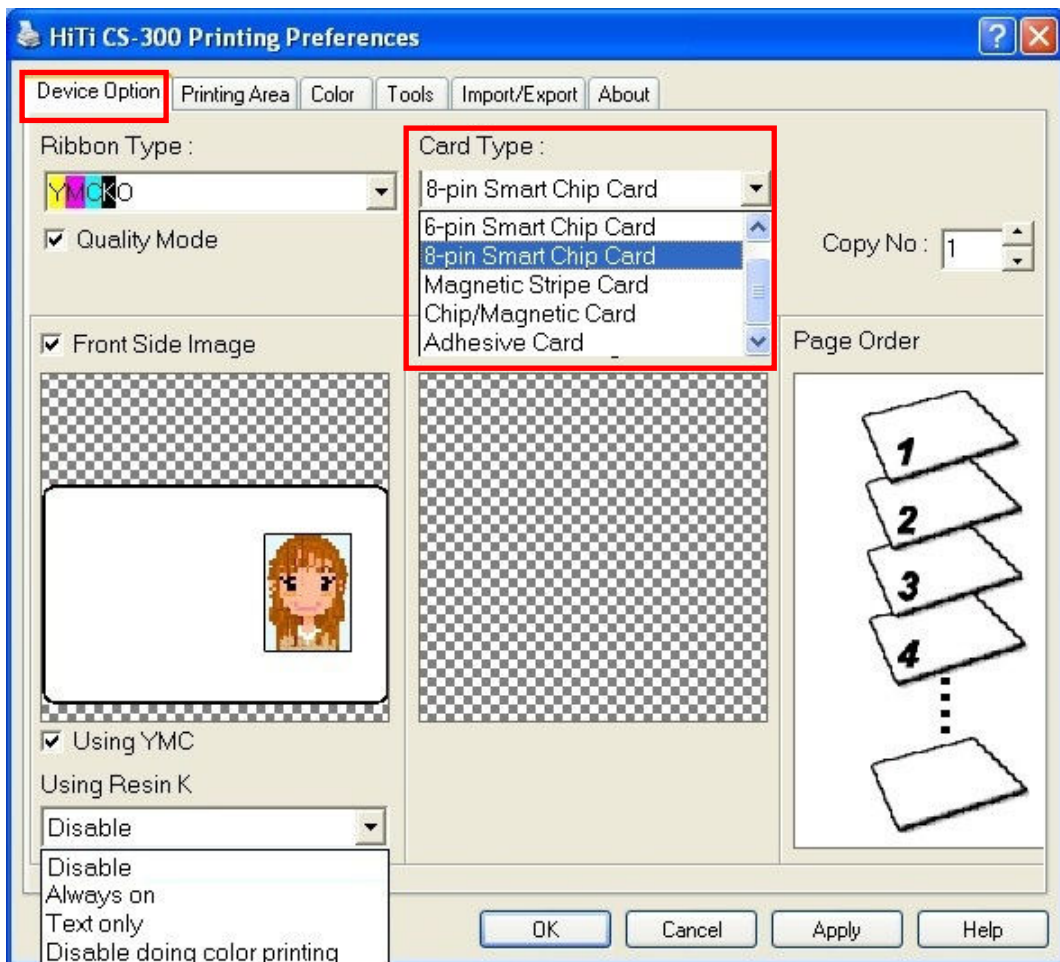 HiTi CS-300 Printing Preferences
Device Option Printing Area Color Tools Import/Export About
Ribbon Type :
YMCKO
Quality Mode
Card Type :
8-pin Smart Chip Card
6-pin Smart Chip Card
8-pin Smart Chip Card
Magnetic Stripe Card
Chip/Magnetic Card
Adhesive Card
Copy No : 1
Front Side Image
Page Order
1
2
3
4
Using YMC
Using Resin K
Disable
Disable
Always on
Text only
Disable doing color printing
OK Cancel Apply Help